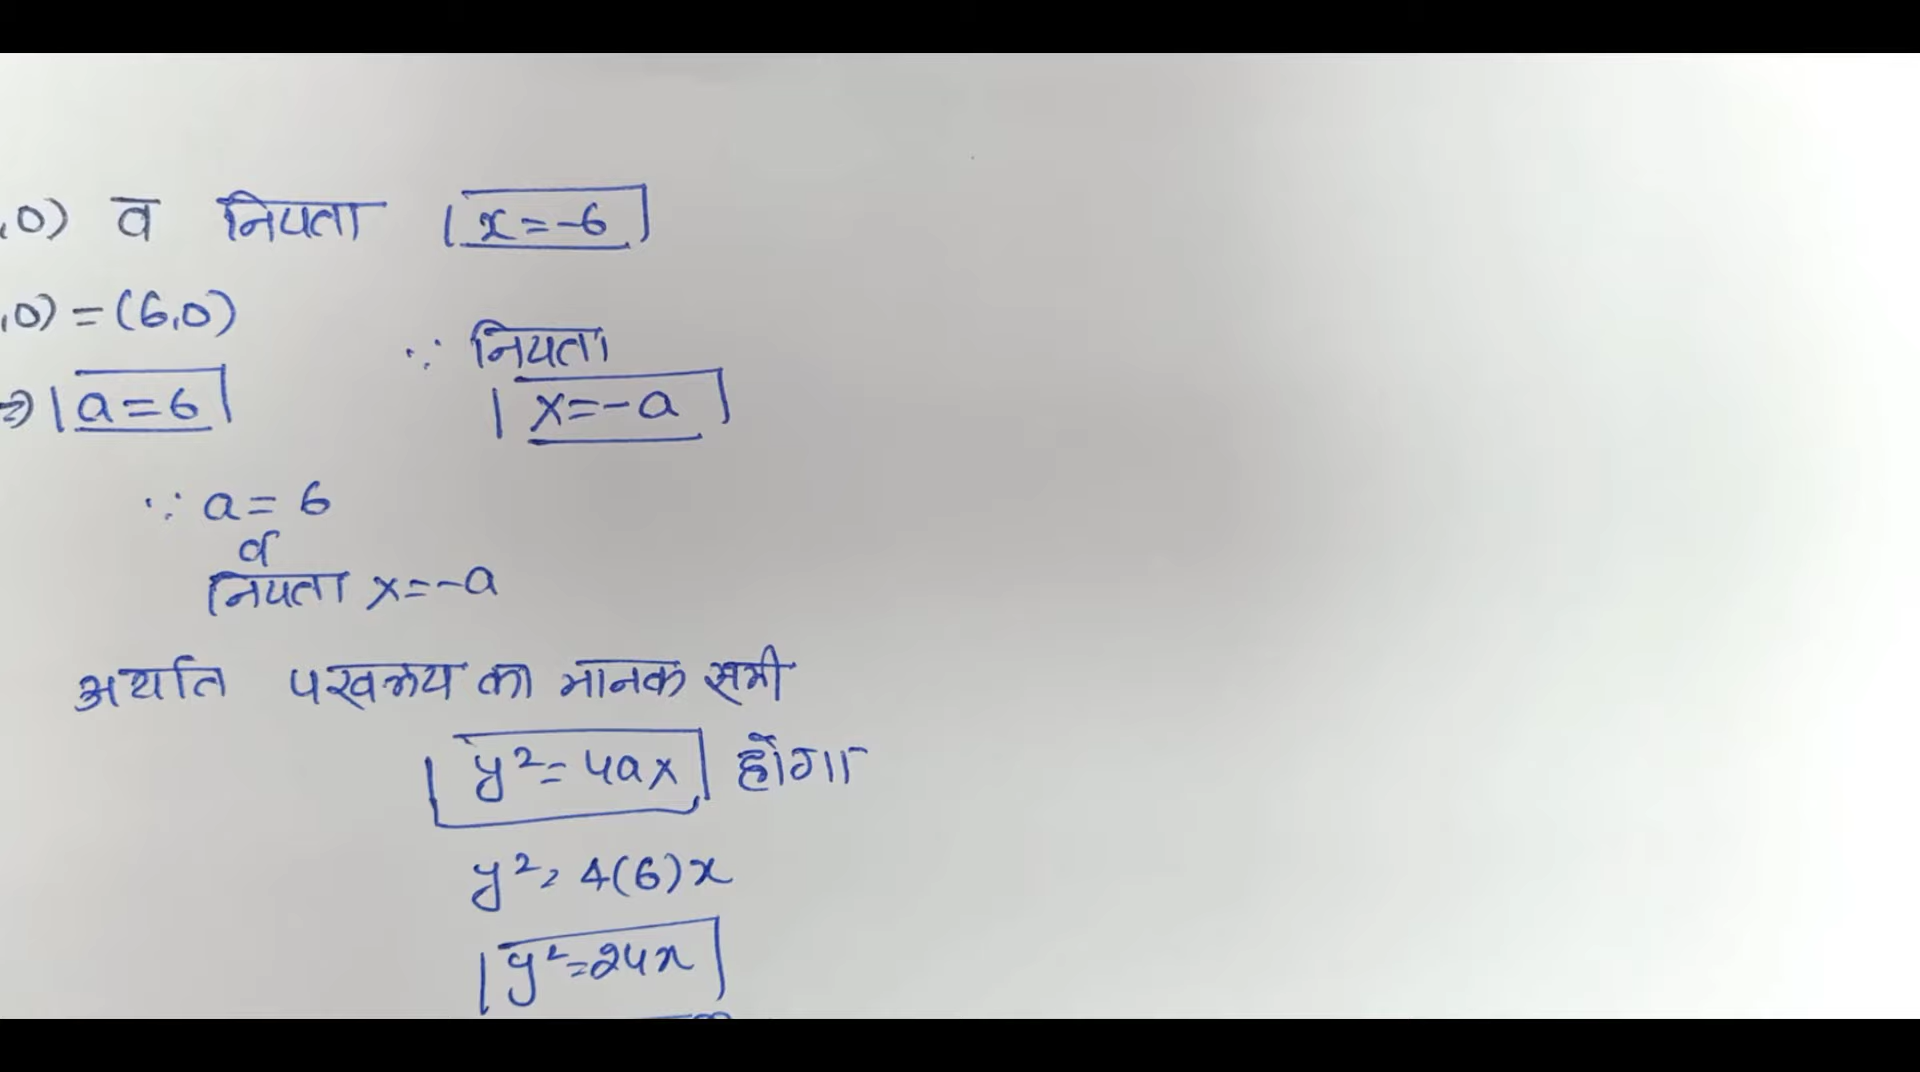 ,0) व नियता x=-6
,0) = (6,0)
∵ नियता
⇒ a=6
x=-a
∵ a= 6
व
नियता x=-a
अर्थात परवलय का मानक समी
y²=4ax होगा
y²= 4(6)x
y²=24x